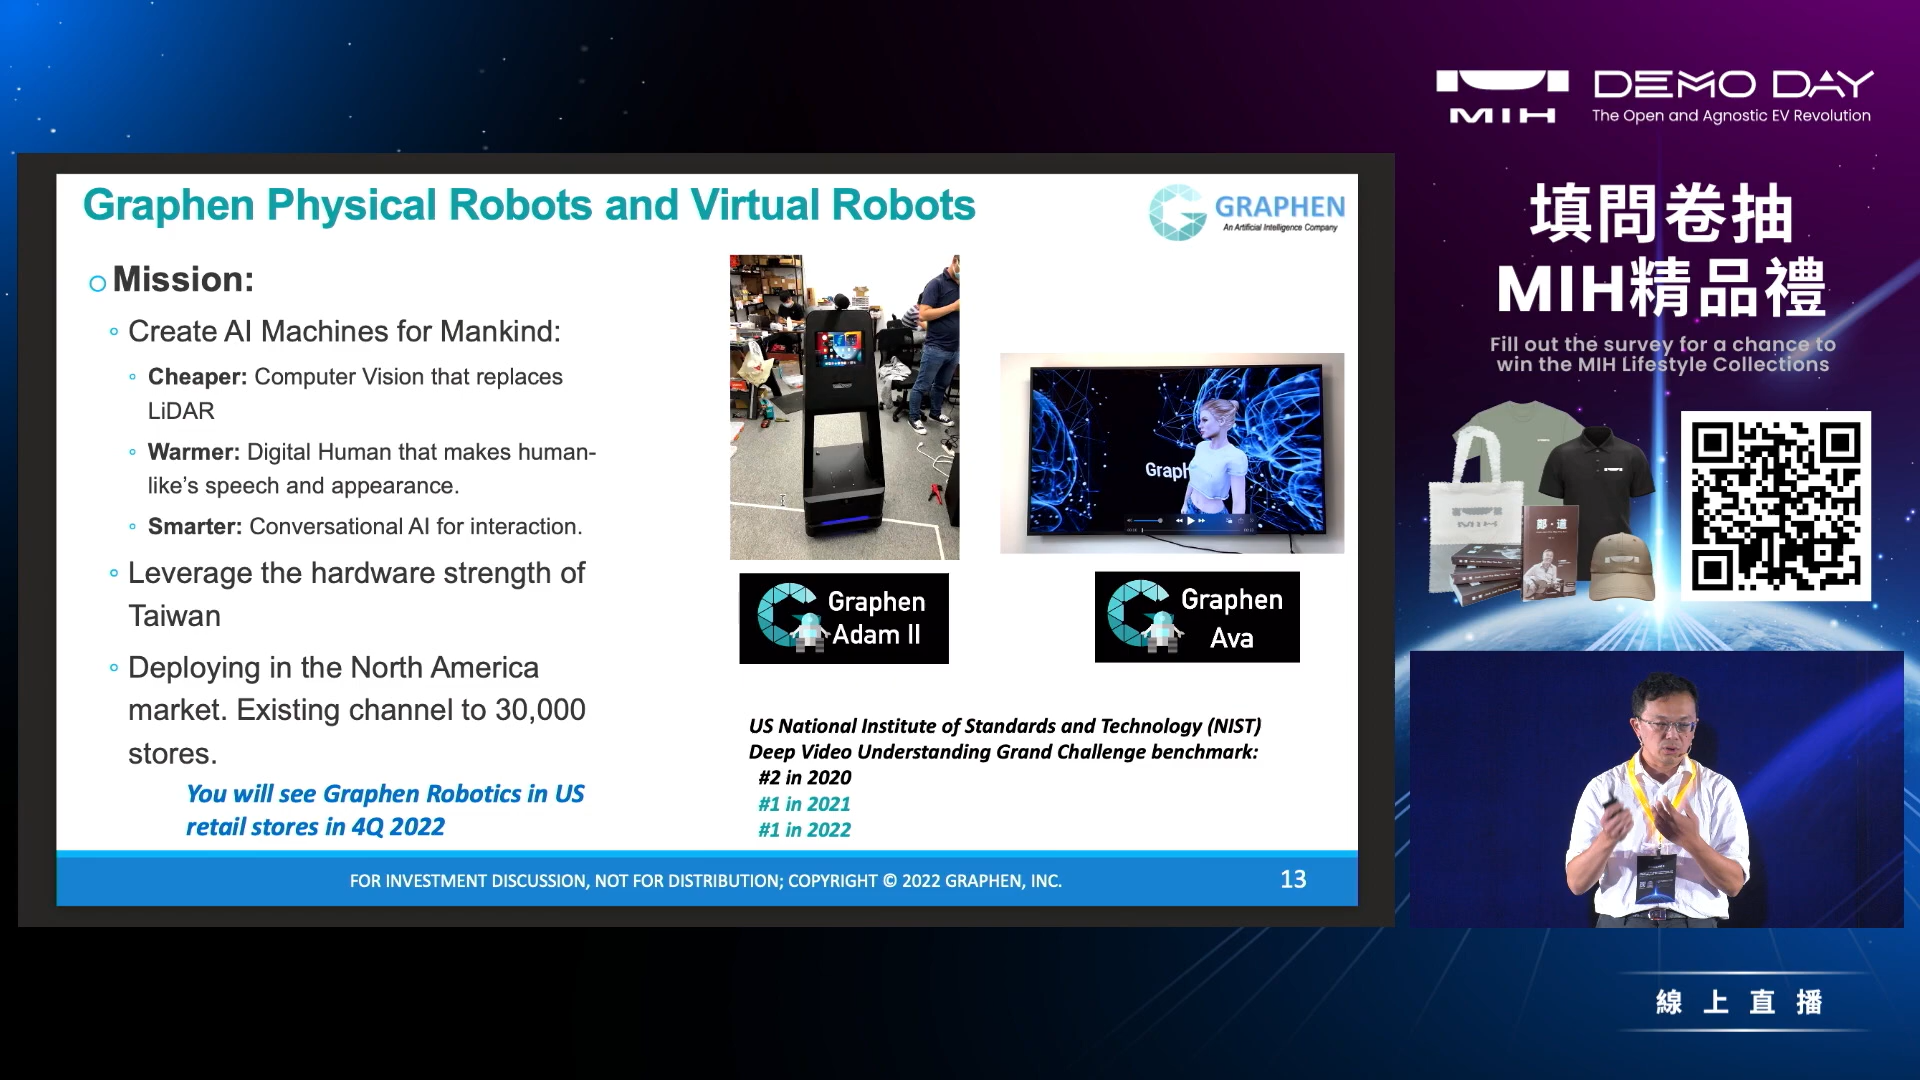 DEMO DAY
MIH
The Open and Agnostic EV Revolution
Graphen Physical Robots and Virtual Robots
GRAPHEN
An Artificial Intelligence Company
Mission:
Create AI Machines for Mankind:
Cheaper: Computer Vision that replaces
LiDAR
Warmer: Digital Human that makes human-
like’s speech and appearance.
Smarter: Conversational AI for interaction.
Leverage the hardware strength of
Taiwan
Deploying in the North America
market. Existing channel to 30,000
stores.
You will see Graphen Robotics in US
retail stores in 4Q 2022
Graph
Graphen
Adam II
Graphen
Ava
US National Institute of Standards and Technology (NIST)
Deep Video Understanding Grand Challenge benchmark:
#2 in 2020
#1 in 2021
#1 in 2022
FOR INVESTMENT DISCUSSION, NOT FOR DISTRIBUTION; COPYRIGHT © 2022 GRAPHEN, INC.
13
填問卷抽
MIH精品禮
Fill out the survey for a chance to
win the MIH Lifestyle Collections
MIH
線上直播